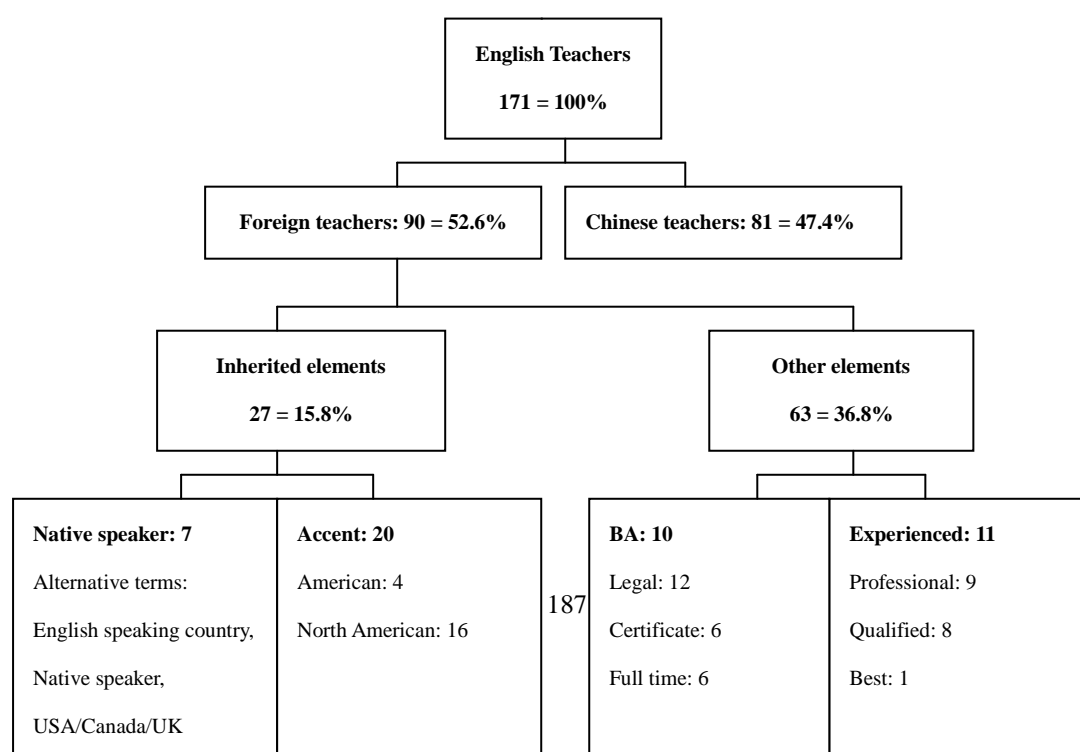 English Teachers
171 = 100%
Foreign teachers: 90 = 52.6%
Chinese teachers: 81 = 47.4%
Inherited elements
27 = 15.8%
Other elements
63 = 36.8%
Native speaker: 7
Alternative terms:
English speaking country,
Native speaker,
USA/Canada/UK
Accent: 20
American: 4
North American: 16
187
BA: 10
Legal: 12
Certificate: 6
Full time: 6
Experienced: 11
Professional: 9
Qualified: 8
Best: 1